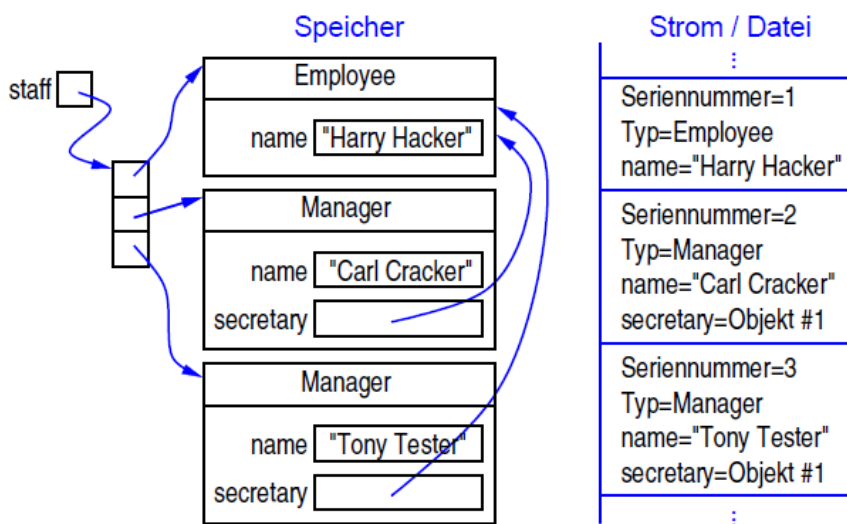 Speicher
staff
Employee
name "Harry Hacker"
Manager
name "Carl Cracker"
secretary
Manager
name "Tony Tester"
secretary
Strom / Datei
⋮
Seriennummer=1
Typ=Employee
name="Harry Hacker"
Seriennummer=2
Typ=Manager
name="Carl Cracker"
secretary=Objekt #1
Seriennummer=3
Typ=Manager
name="Tony Tester"
secretary=Objekt #1
⋮